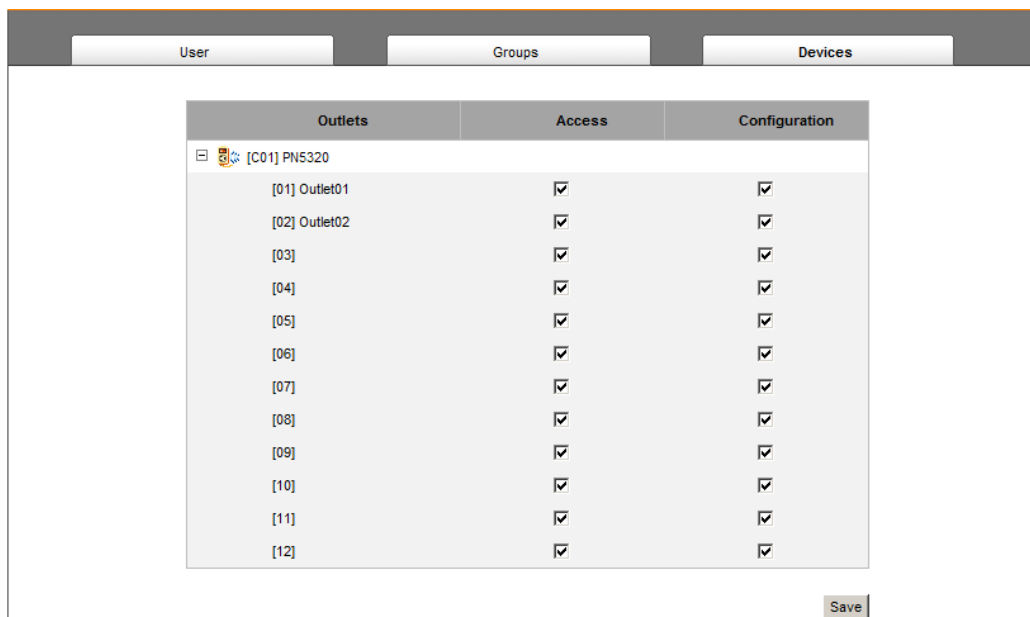 User Groups Devices
Outlets Access Configuration
[C01] PN5320
[01] Outlet01
[02] Outlet02
[03]
[04]
[05]
[06]
[07]
[08]
[09]
[10]
[11]
[12]
Save